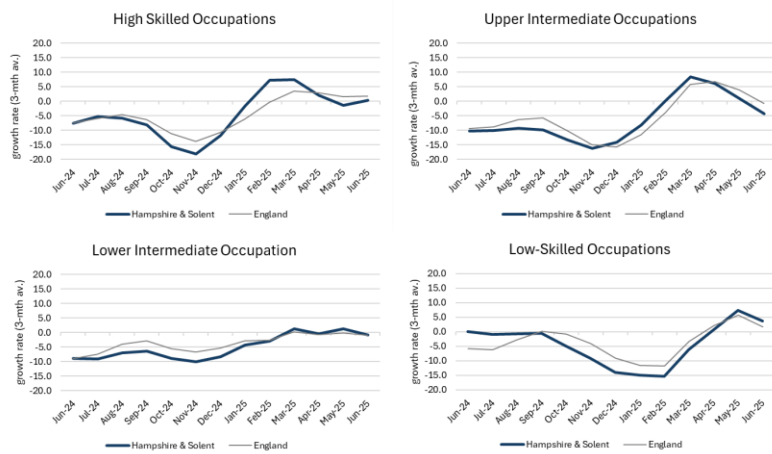 High Skilled Occupations
growth rate (3-mth av.)
20.0
15.0
10.0
5.0
0.0
-5.0
-10.0
-15.0
-20.0
Jun-24 Jul-24 Aug-24 Sep-24 Oct-24 Nov-24 Dec-24 Jan-25 Feb-25 Mar-25 Apr-25 May-25 Jun-25
Hampshire & Solent England
Upper Intermediate Occupations
growth rate (3-mth av.)
20.0
15.0
10.0
5.0
0.0
-5.0
-10.0
-15.0
-20.0
Jun-24 Jul-24 Aug-24 Sep-24 Oct-24 Nov-24 Dec-24 Jan-25 Feb-25 Mar-25 Apr-25 May-25 Jun-25
Hampshire & Solent England
Lower Intermediate Occupation
growth rate (3-mth av.)
20.0
15.0
10.0
5.0
0.0
-5.0
-10.0
-15.0
-20.0
Jun-24 Jul-24 Aug-24 Sep-24 Oct-24 Nov-24 Dec-24 Jan-25 Feb-25 Mar-25 Apr-25 May-25 Jun-25
Hampshire & Solent England
Low-Skilled Occupations
growth rate (3-mth av.)
20.0
15.0
10.0
5.0
0.0
-5.0
-10.0
-15.0
-20.0
Jun-24 Jul-24 Aug-24 Sep-24 Oct-24 Nov-24 Dec-24 Jan-25 Feb-25 Mar-25 Apr-25 May-25 Jun-25
Hampshire & Solent England